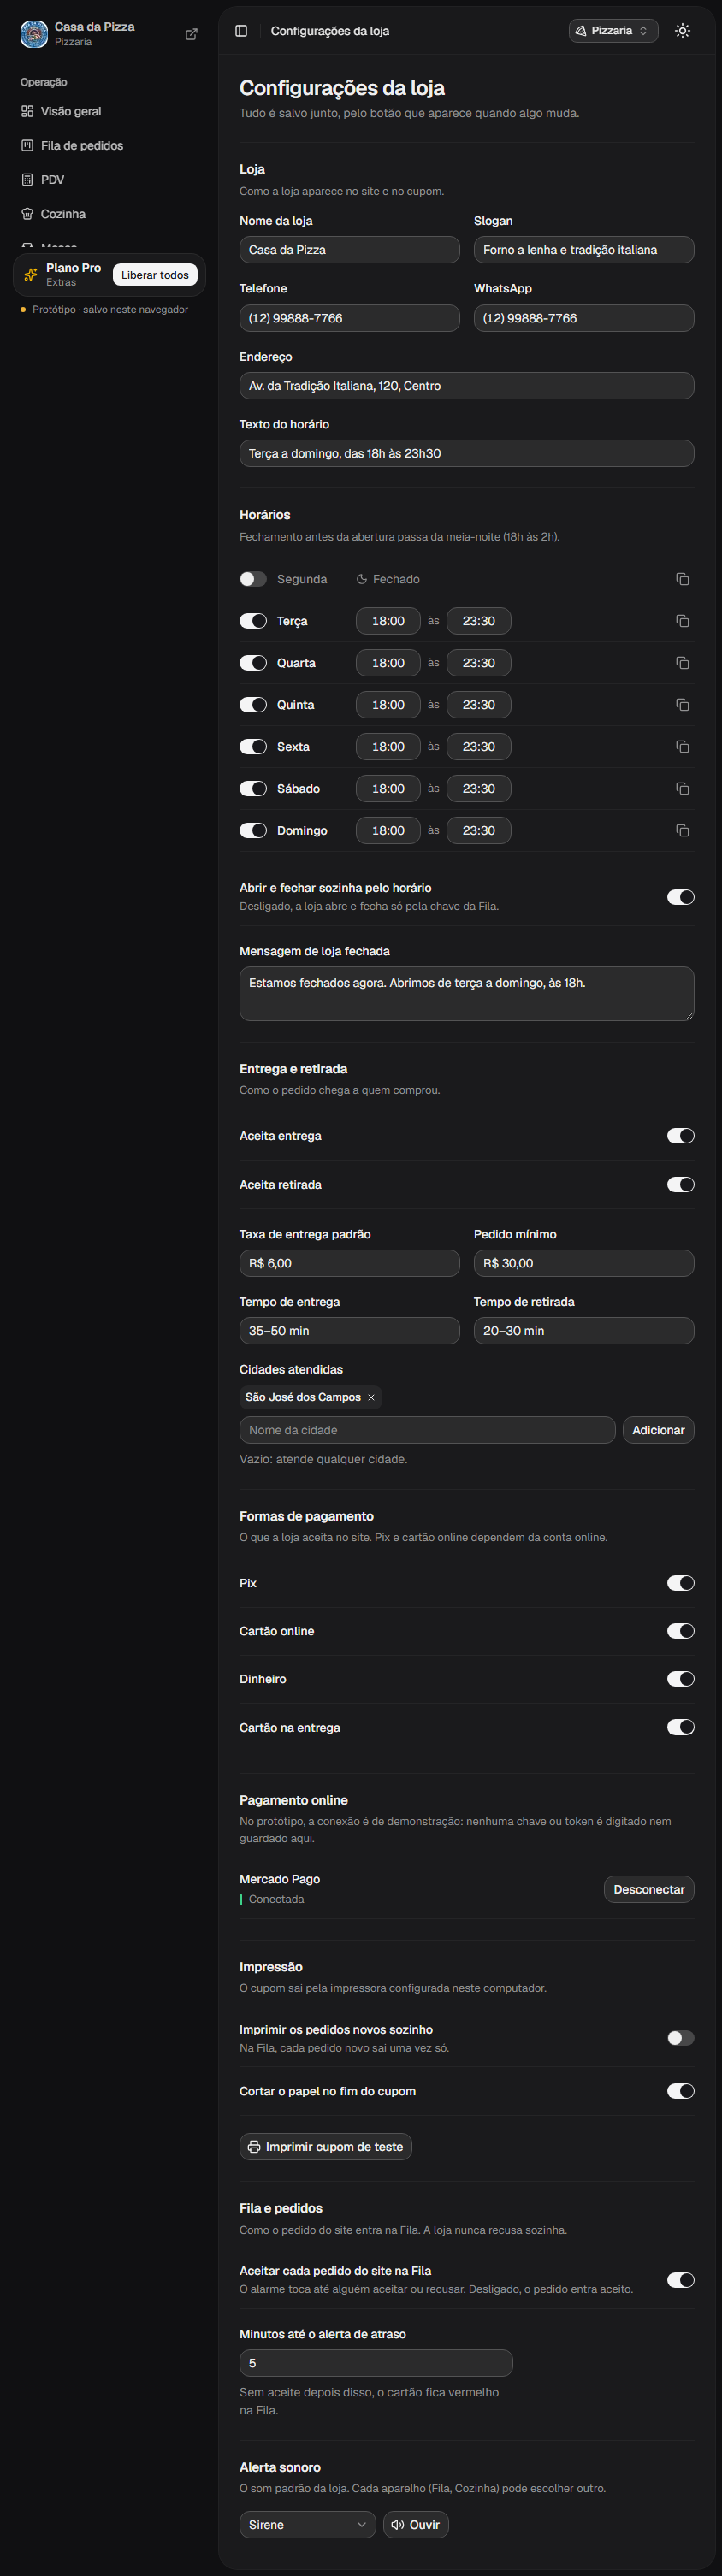 Casa da Pizza
Pizzaria
Operação
Visão geral
Fila de pedidos
PDV
Cozinha
Plano Pro
Extras
Liberar todos
Protótipo · salvo neste navegador
Configurações da loja
Pizzaria
Configurações da loja
Tudo é salvo junto, pelo botão que aparece quando algo muda.
Loja
Como a loja aparece no site e no cupom.
Nome da loja
Slogan
Casa da Pizza
Forno a lenha e tradição italiana
Telefone
WhatsApp
(12) 99888-7766
(12) 99888-7766
Endereço
Av. da Tradição Italiana, 120, Centro
Texto do horário
Terça a domingo, das 18h às 23h30
Horários
Fechamento antes da abertura passa da meia-noite (18h às 2h).
Segunda Fechado
Terça 18:00 às 23:30
Quarta 18:00 às 23:30
Quinta 18:00 às 23:30
Sexta 18:00 às 23:30
Sábado 18:00 às 23:30
Domingo 18:00 às 23:30
Abrir e fechar sozinha pelo horário
Desligado, a loja abre e fecha só pela chave da Fila.
Mensagem de loja fechada
Estamos fechados agora. Abrimos de terça a domingo, às 18h.
Entrega e retirada
Como o pedido chega a quem comprou.
Aceita entrega
Aceita retirada
Taxa de entrega padrão
Pedido mínimo
R$ 6,00
R$ 30,00
Tempo de entrega
Tempo de retirada
35–50 min
20–30 min
Cidades atendidas
São José dos Campos
Nome da cidade
Adicionar
Vazio: atende qualquer cidade.
Formas de pagamento
O que a loja aceita no site. Pix e cartão online dependem da conta online.
Pix
Cartão online
Dinheiro
Cartão na entrega
Pagamento online
No protótipo, a conexão é de demonstração: nenhuma chave ou token é digitado nem
guardado aqui.
Mercado Pago
Conectada
Desconectar
Impressão
O cupom sai pela impressora configurada neste computador.
Imprimir os pedidos novos sozinho
Na Fila, cada pedido novo sai uma vez só.
Cortar o papel no fim do cupom
Imprimir cupom de teste
Fila e pedidos
Como o pedido do site entra na Fila. A loja nunca recusa sozinha.
Aceitar cada pedido do site na Fila
O alarme toca até alguém aceitar ou recusar. Desligado, o pedido entra aceito.
Minutos até o alerta de atraso
5
Sem aceite depois disso, o cartão fica vermelho
na Fila.
Alerta sonoro
O som padrão da loja. Cada aparelho (Fila, Cozinha) pode escolher outro.
Sirene
Ouvir